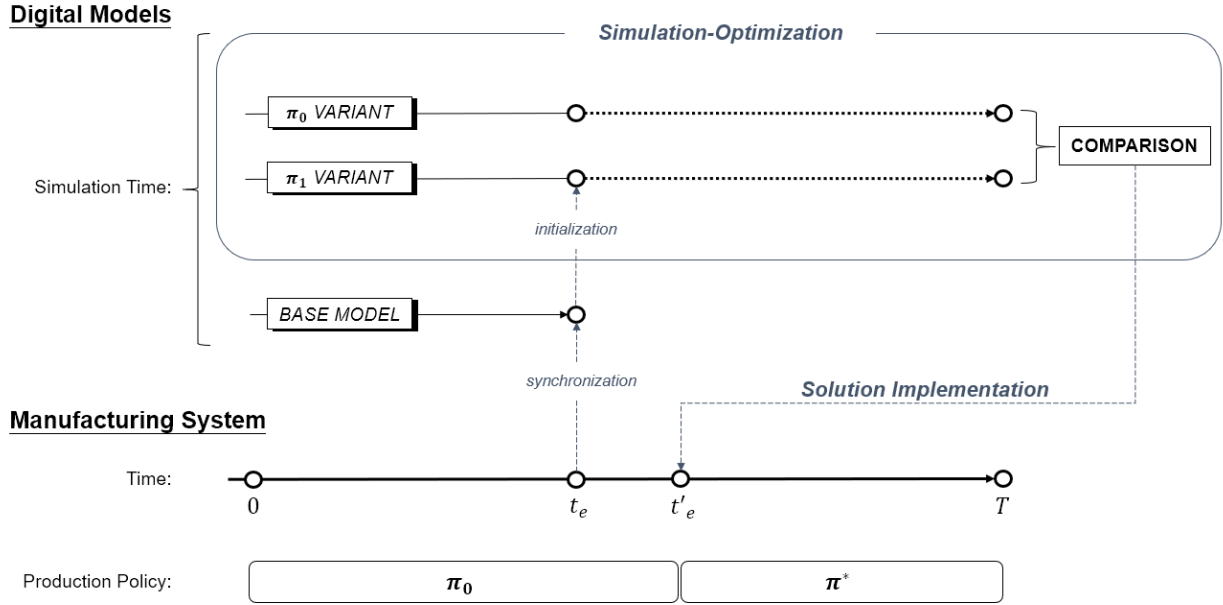 Digital Models
Simulation-Optimization
π₀ VARIANT
COMPARISON
π₁ VARIANT
Simulation Time:
initialization
BASE MODEL
synchronization
Solution Implementation
Manufacturing System
Time:
0
tₑ
t'ₑ
T
Production Policy:
π₀
π*